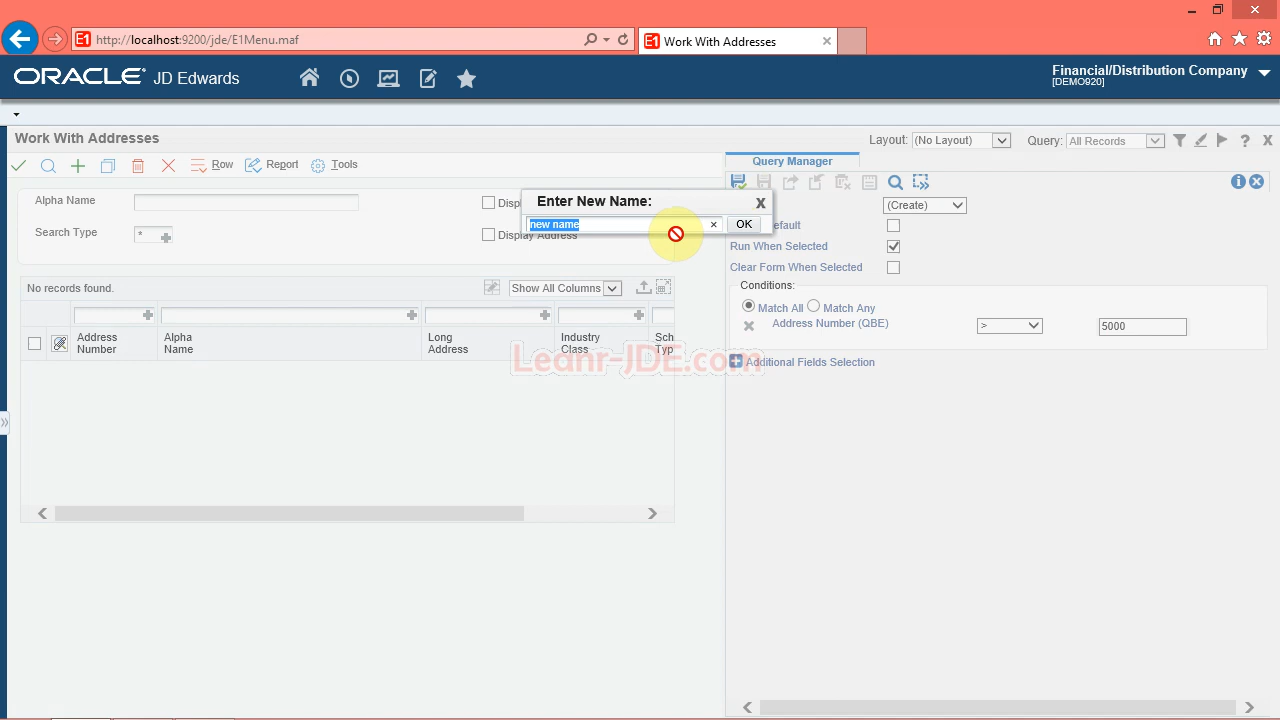 http://localhost:9200/jde/E1Menu.maf
E1 Work With Addresses
ORACLE JD Edwards
Financial/Distribution Company
[DEMO920]
Work With Addresses
Layout: (No Layout) Query: All Records
Row Report Tools
Query Manager
Alpha Name
Search Type *
Display Address
Enter New Name: X
new name × OK
(Create)
Run When Selected
Clear Form When Selected
Conditions:
Match All Match Any
Address Number (QBE) > 5000
Additional Fields Selection
No records found. Show All Columns
Address Number
Alpha Name
Long Address
Industry Class
Sch Typ
Leanr-JDE.com